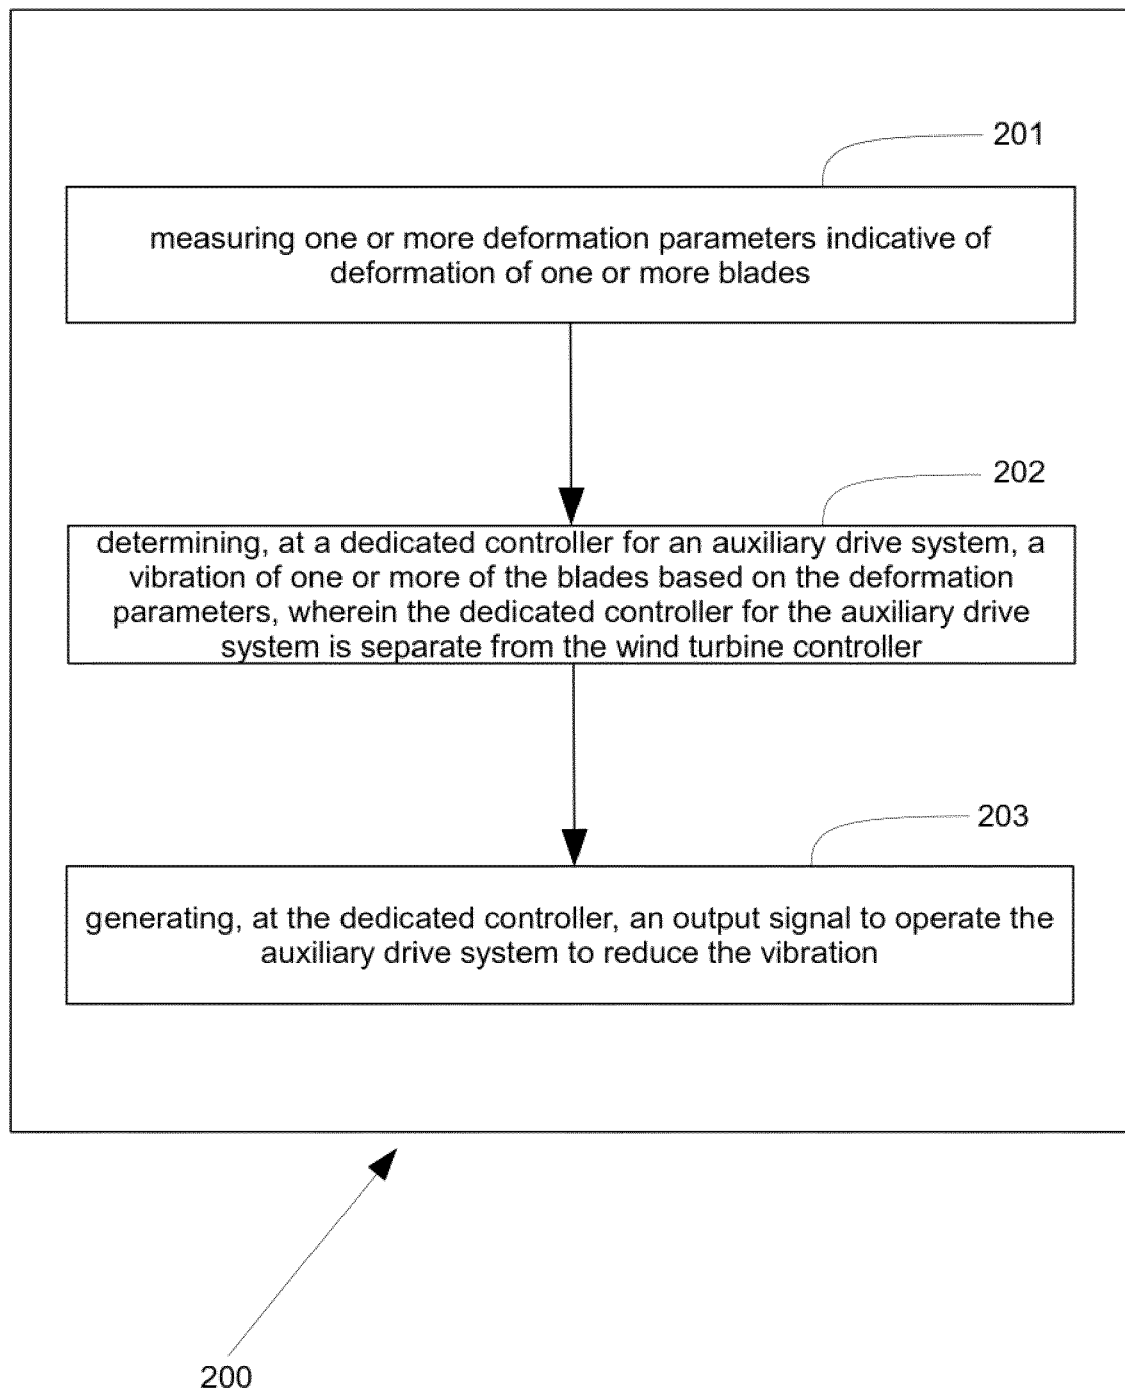 201
measuring one or more deformation parameters indicative of
deformation of one or more blades
202
determining, at a dedicated controller for an auxiliary drive system, a
vibration of one or more of the blades based on the deformation
parameters, wherein the dedicated controller for the auxiliary drive
system is separate from the wind turbine controller
203
generating, at the dedicated controller, an output signal to operate the
auxiliary drive system to reduce the vibration
200